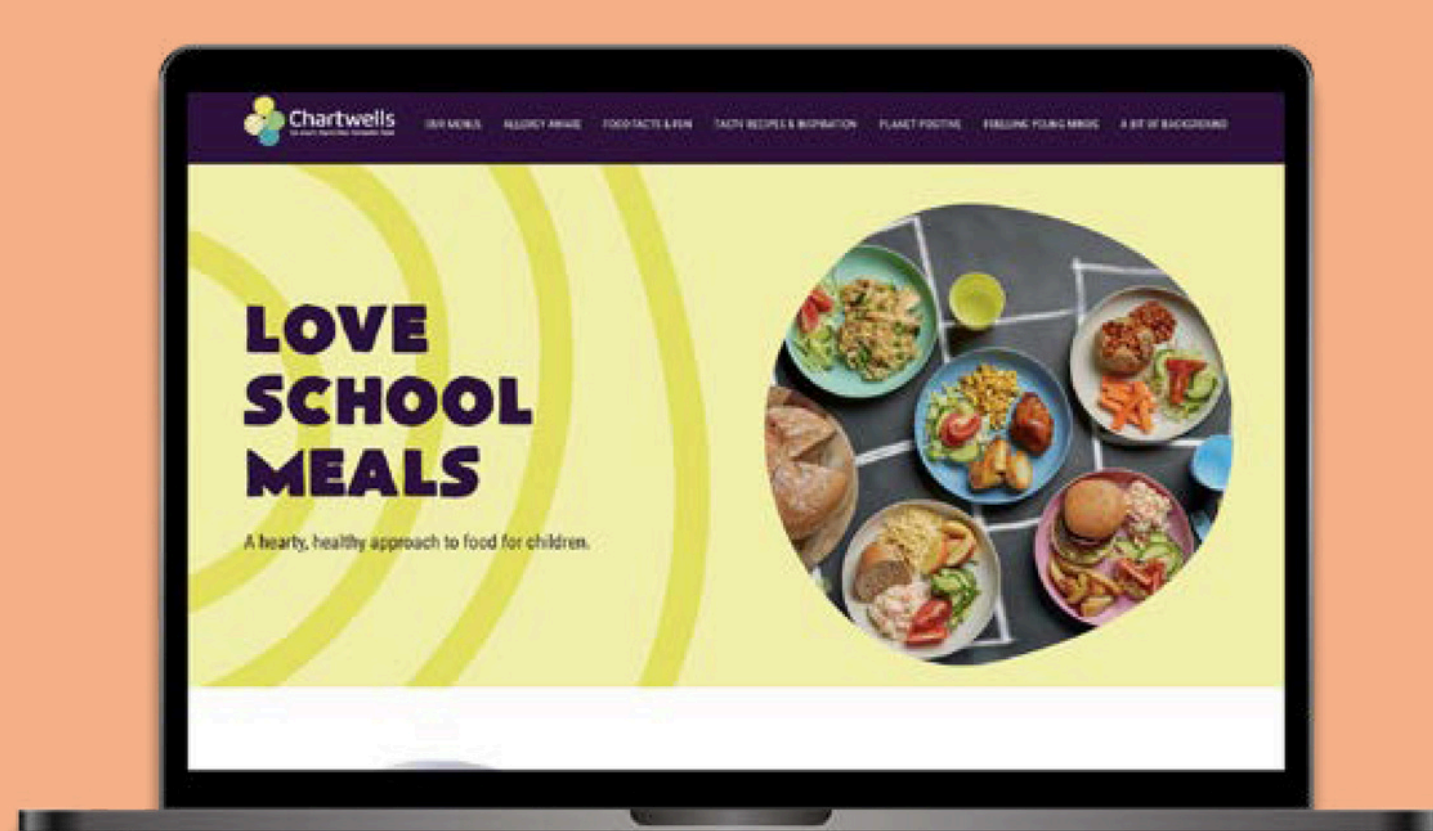 Chartwells
OUR MENUS ALLERGY AWARE FOOD FACTS & FUN TASTY RECIPES & INSPIRATION PLANET POSITIVE FUELLING YOUNG MINDS A BIT OF BACKGROUND
LOVE
SCHOOL
MEALS
A hearty, healthy approach to food for children.